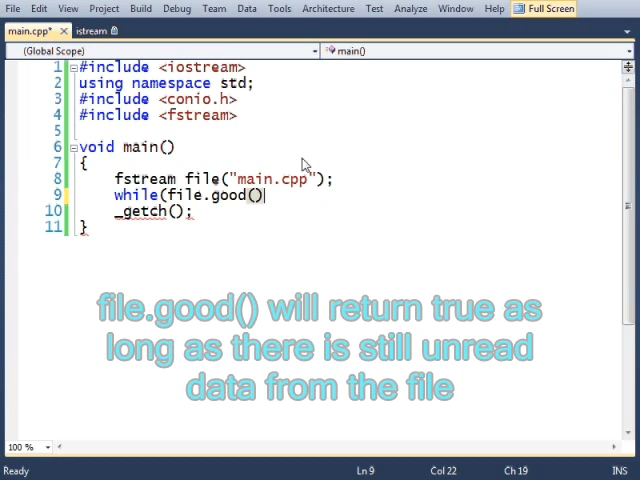 File Edit View Project Build Debug Team Data Tools Architecture Test Analyze Window Help Full Screen
main.cpp* istream
(Global Scope) main()
1 #include <iostream>
2 using namespace std;
3 #include <conio.h>
4 #include <fstream>
5
6 void main()
7 {
8 fstream file("main.cpp");
9 while(file.good()
10 _getch();
11 }
file.good() will return true as
long as there is still unread
data from the file
100 %
Ready Ln 9 Col 22 Ch 19